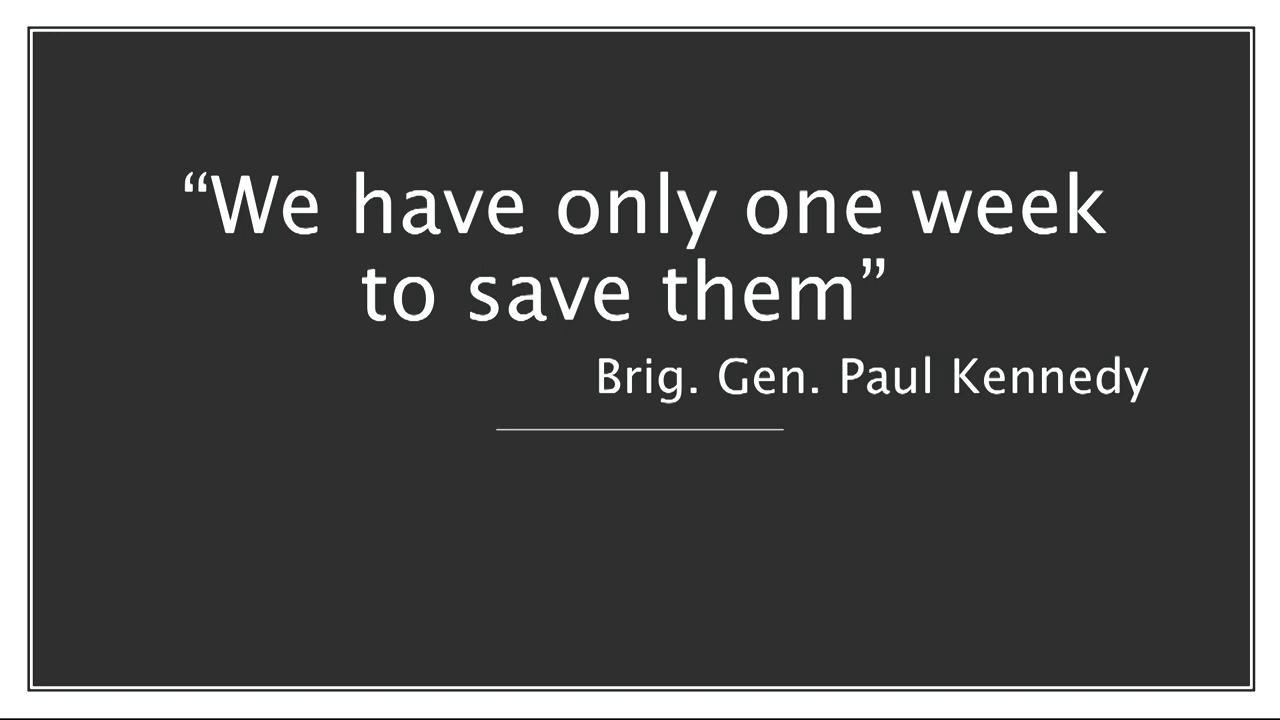 “We have only one week
to save them”
Brig. Gen. Paul Kennedy